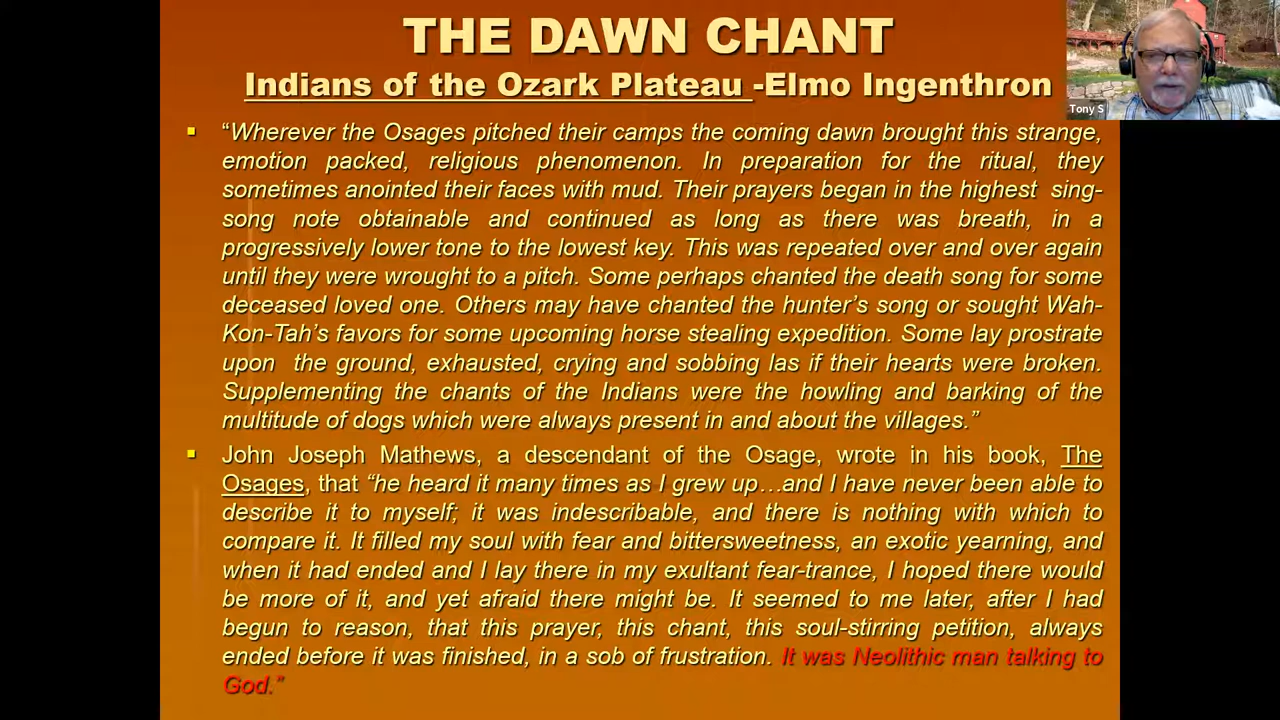 THE DAWN CHANT
Indians of the Ozark Plateau -Elmo Ingenthron
Tony S
▪ “Wherever the Osages pitched their camps the coming dawn brought this strange,
emotion packed, religious phenomenon. In preparation for the ritual, they
sometimes anointed their faces with mud. Their prayers began in the highest sing-
song note obtainable and continued as long as there was breath, in a
progressively lower tone to the lowest key. This was repeated over and over again
until they were wrought to a pitch. Some perhaps chanted the death song for some
deceased loved one. Others may have chanted the hunter’s song or sought Wah-
Kon-Tah’s favors for some upcoming horse stealing expedition. Some lay prostrate
upon the ground, exhausted, crying and sobbing las if their hearts were broken.
Supplementing the chants of the Indians were the howling and barking of the
multitude of dogs which were always present in and about the villages.”
▪ John Joseph Mathews, a descendant of the Osage, wrote in his book, The
Osages, that “he heard it many times as I grew up…and I have never been able to
describe it to myself; it was indescribable, and there is nothing with which to
compare it. It filled my soul with fear and bittersweetness, an exotic yearning, and
when it had ended and I lay there in my exultant fear-trance, I hoped there would
be more of it, and yet afraid there might be. It seemed to me later, after I had
begun to reason, that this prayer, this chant, this soul-stirring petition, always
ended before it was finished, in a sob of frustration. It was Neolithic man talking to
God.”